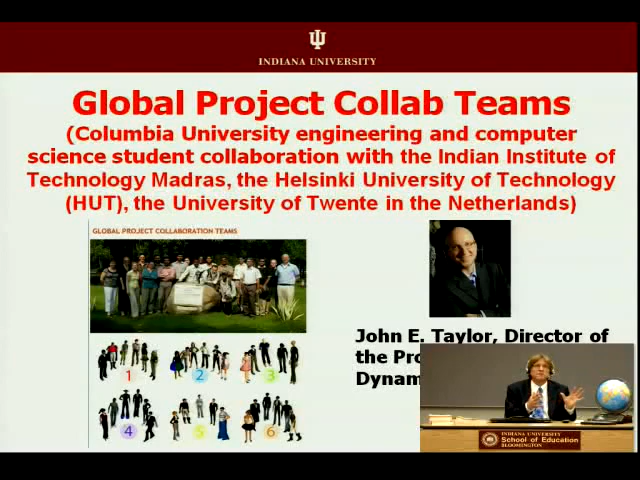 INDIANA UNIVERSITY
Global Project Collab Teams
(Columbia University engineering and computer
science student collaboration with the Indian Institute of
Technology Madras, the Helsinki University of Technology
(HUT), the University of Twente in the Netherlands)
GLOBAL PROJECT COLLABORATION TEAMS
1 2 3
4 5 6
John E. Taylor, Director of
the Pro
Dynam
INDIANA UNIVERSITY
School of Education
BLOOMINGTON